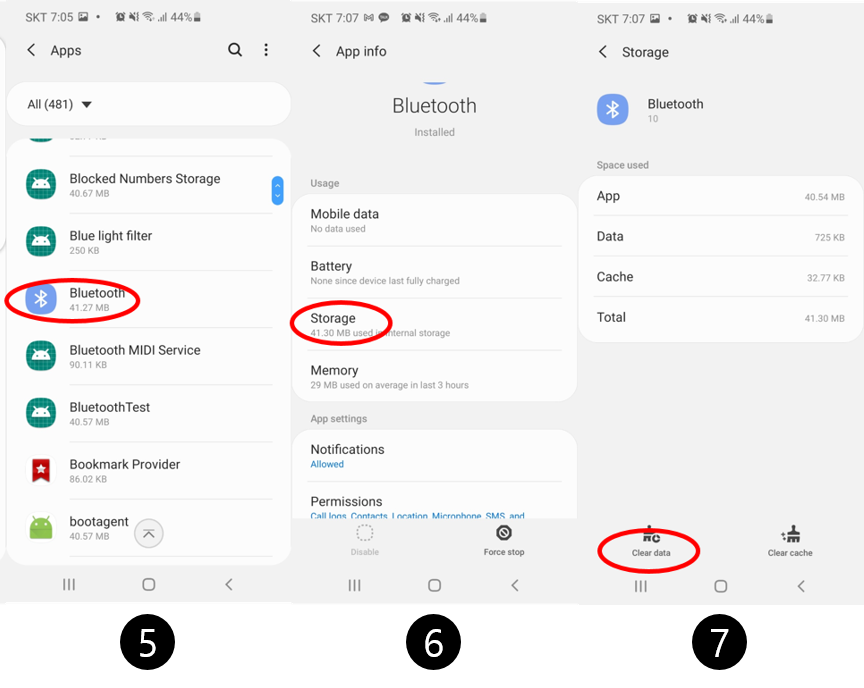 SKT 7:05 44%
Apps
All (481)
Blocked Numbers Storage
40.67 MB
Blue light filter
250 KB
Bluetooth
41.27 MB
Bluetooth MIDI Service
90.11 KB
BluetoothTest
40.57 MB
Bookmark Provider
86.02 KB
bootagent
40.57 MB
5
SKT 7:07 44%
App info
Bluetooth
Installed
Usage
Mobile data
No data used
Battery
None since device last fully charged
Storage
41.30 MB used in internal storage
Memory
29 MB used on average in last 3 hours
App settings
Notifications
Allowed
Permissions
Call logs, Contacts, Location, Microphone, SMS, and
Disable
Force stop
6
SKT 7:07 44%
Storage
Bluetooth
10
Space used
App 40.54 MB
Data 725 KB
Cache 32.77 KB
Total 41.30 MB
Clear data
Clear cache
7